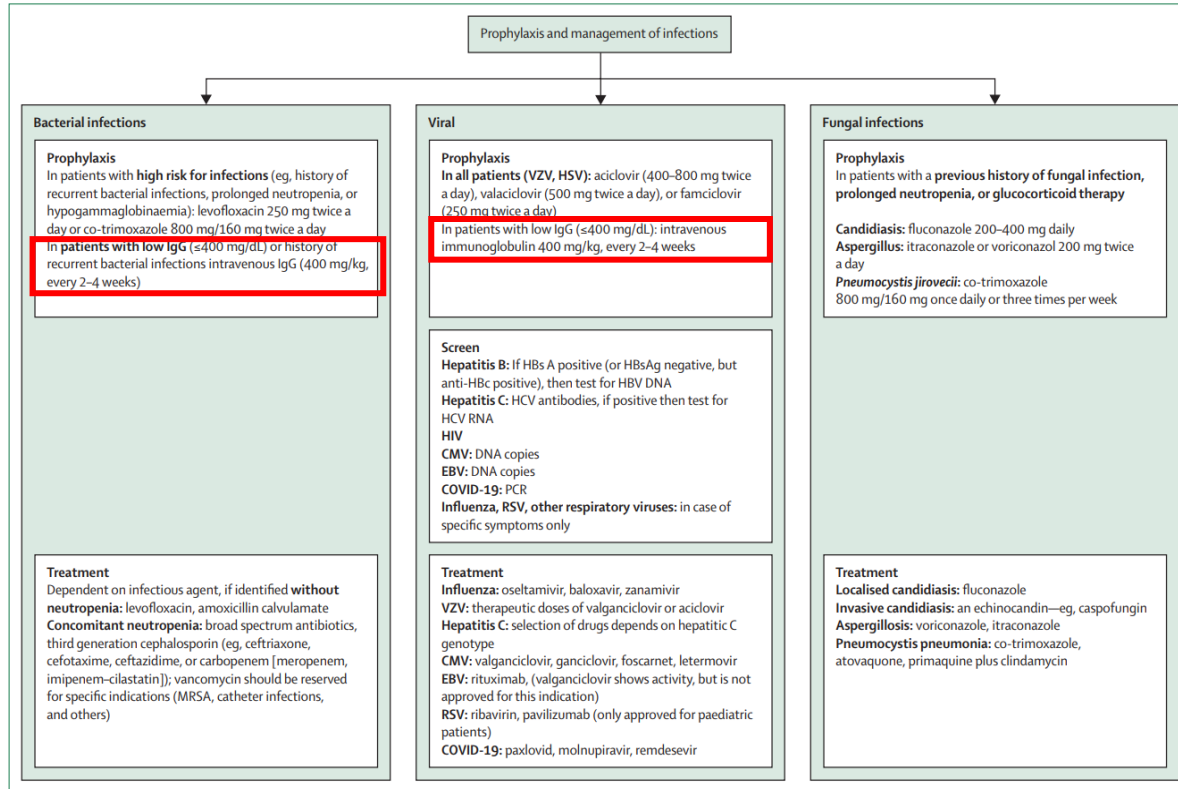 Prophylaxis and management of infections
Bacterial infections
Prophylaxis
In patients with high risk for infections (eg, history of
recurrent bacterial infections, prolonged neutropenia, or
hypogammaglobinaemia): levofloxacin 250 mg twice a
day or co-trimoxazole 800 mg/160 mg twice a day
In patients with low IgG (≤400 mg/dL) or history of
recurrent bacterial infections intravenous IgG (400 mg/kg,
every 2–4 weeks)
Treatment
Dependent on infectious agent, if identified without
neutropenia: levofloxacin, amoxicillin calvulamate
Concomitant neutropenia: broad spectrum antibiotics,
third generation cephalosporin (eg, ceftriaxone,
cefotaxime, ceftazidime, or carbopenem [meropenem,
imipenem–cilastatin]); vancomycin should be reserved
for specific indications (MRSA, catheter infections,
and others)
Viral
Prophylaxis
In all patients (VZV, HSV): aciclovir (400–800 mg twice
a day), valaciclovir (500 mg twice a day), or famciclovir
(250 mg twice a day)
In patients with low IgG (≤400 mg/dL): intravenous
immunoglobulin 400 mg/kg, every 2–4 weeks
Screen
Hepatitis B: If HBs A positive (or HBsAg negative, but
anti-HBc positive), then test for HBV DNA
Hepatitis C: HCV antibodies, if positive then test for
HCV RNA
HIV
CMV: DNA copies
EBV: DNA copies
COVID-19: PCR
Influenza, RSV, other respiratory viruses: in case of
specific symptoms only
Treatment
Influenza: oseltamivir, baloxavir, zanamivir
VZV: therapeutic doses of valganciclovir or aciclovir
Hepatitis C: selection of drugs depends on hepatitic C
genotype
CMV: valganciclovir, ganciclovir, foscarnet, letermovir
EBV: rituximab, (valganciclovir shows activity, but is not
approved for this indication)
RSV: ribavirin, pavilizumab (only approved for paediatric
patients)
COVID-19: paxlovid, molnupiravir, remdesevir
Fungal infections
Prophylaxis
In patients with a previous history of fungal infection,
prolonged neutropenia, or glucocorticoid therapy
Candidiasis: fluconazole 200–400 mg daily
Aspergillus: itraconazole or voriconazol 200 mg twice
a day
Pneumocystis jirovecii: co-trimoxazole
800 mg/160 mg once daily or three times per week
Treatment
Localised candidiasis: fluconazole
Invasive candidiasis: an echinocandin—eg, caspofungin
Aspergillosis: voriconazole, itraconazole
Pneumocystis pneumonia: co-trimoxazole,
atovaquone, primaquine plus clindamycin